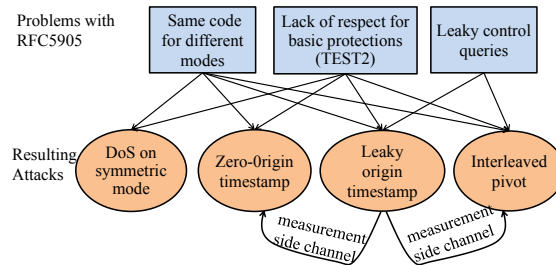 Problems with
RFC5905
Same code
for different
modes
Lack of respect for
basic protections
(TEST2)
Leaky control
queries
Resulting
Attacks
DoS on
symmetric
mode
Zero-0rigin
timestamp
Leaky
origin
timestamp
Interleaved
pivot
measurement
side channel
measurement
side channel